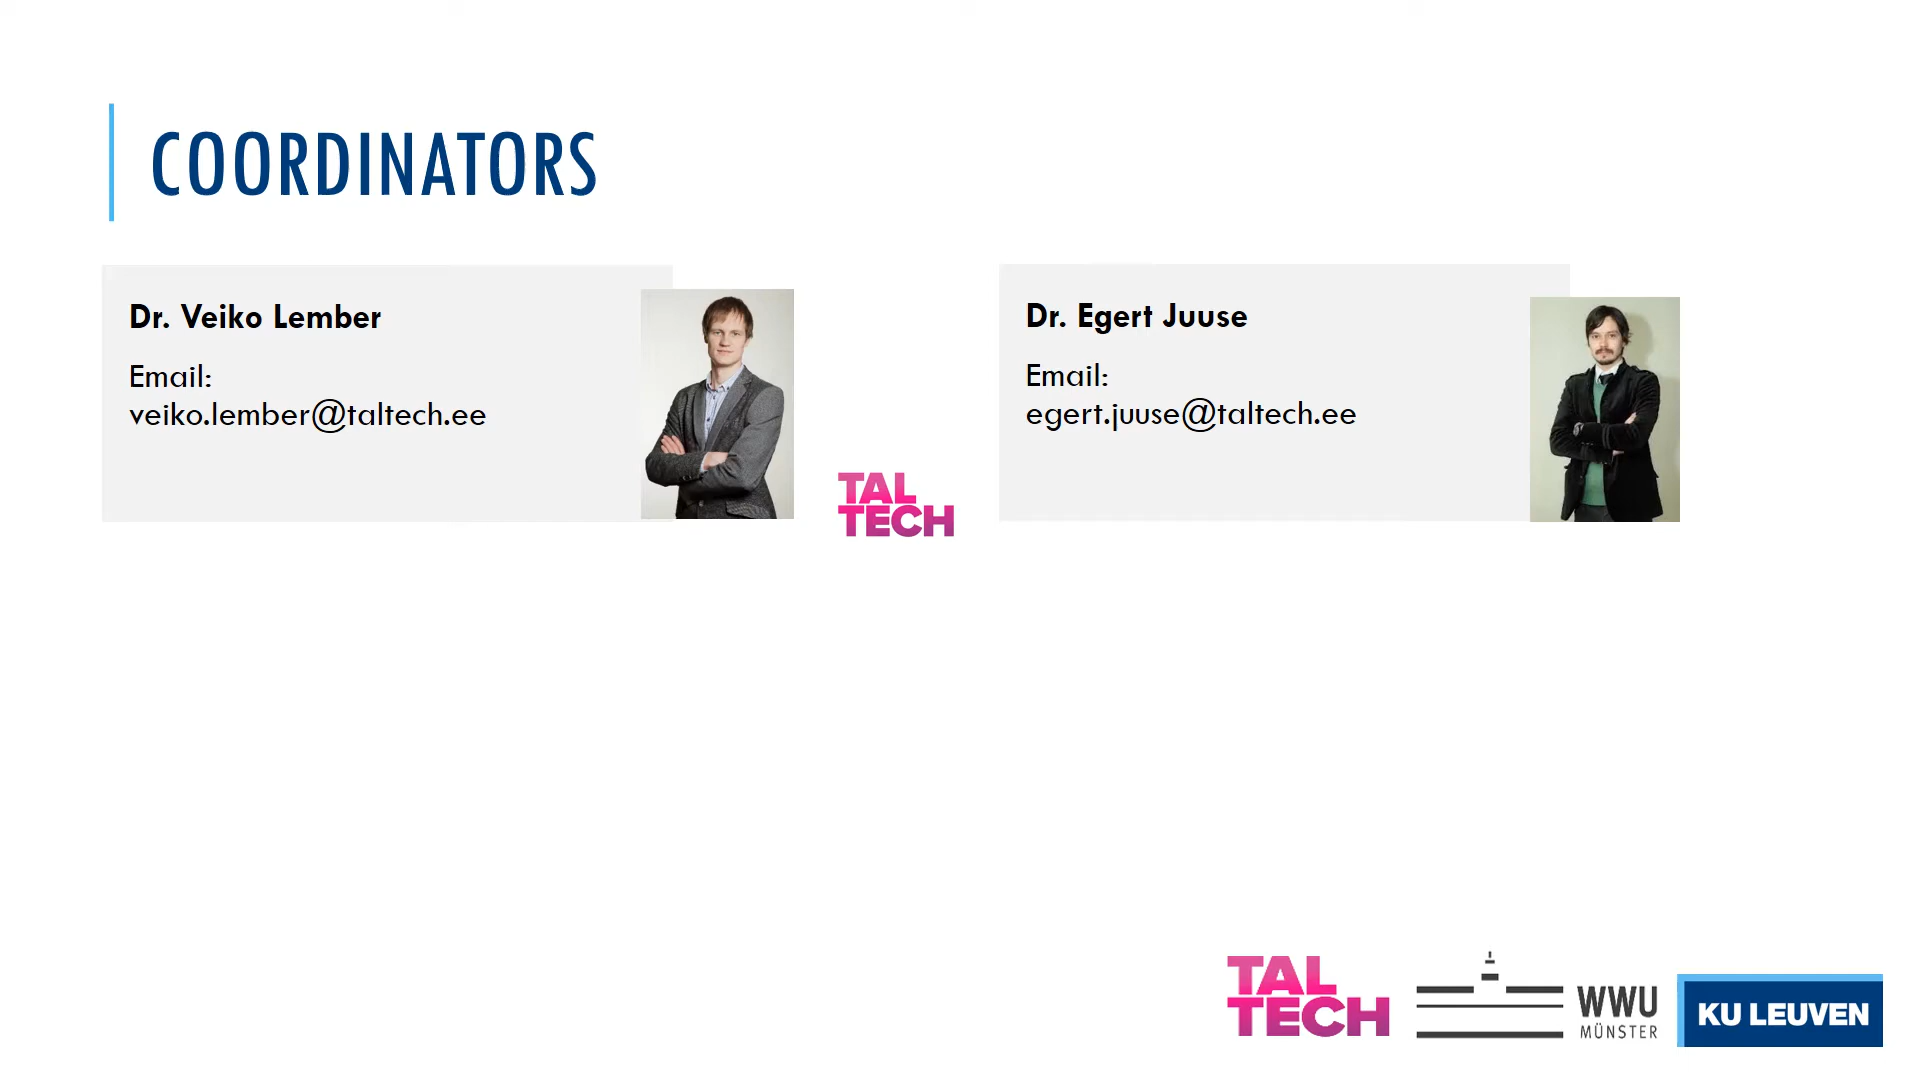 COORDINATORS
Dr. Veiko Lember
Email:
veiko.lember@taltech.ee
TAL
TECH
Dr. Egert Juuse
Email:
egert.juuse@taltech.ee
TAL
TECH
WWU
MÜNSTER
KU LEUVEN